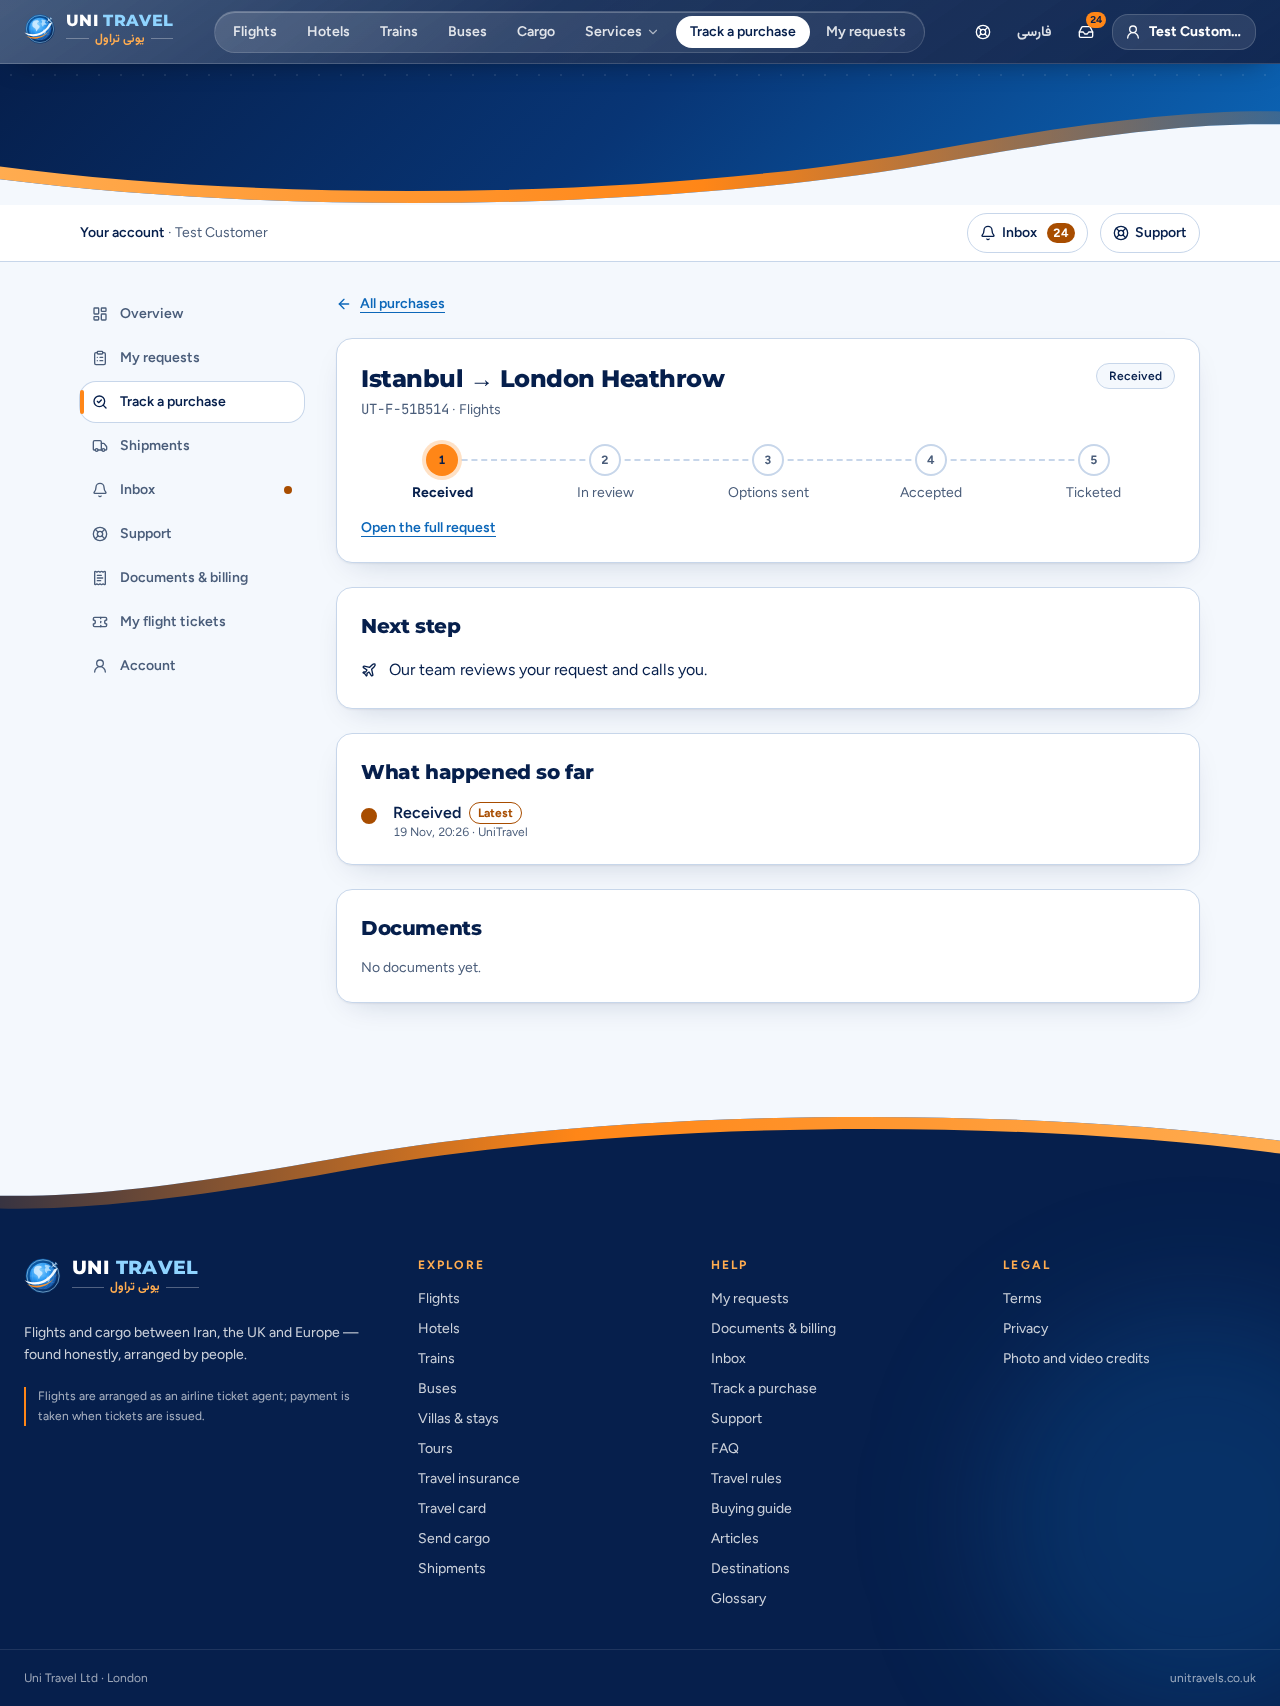 UNI TRAVEL
یونی تراول
Flights
Hotels
Trains
Buses
Cargo
Services
Track a purchase
My requests
فارسی
24
Test Custom...
Your account · Test Customer
Inbox 24
Support
Overview
My requests
Track a purchase
Shipments
Inbox
Support
Documents & billing
My flight tickets
Account
All purchases
Istanbul → London Heathrow
Received
UT-F-51B514 · Flights
1
2
3
4
5
Received
In review
Options sent
Accepted
Ticketed
Open the full request
Next step
Our team reviews your request and calls you.
What happened so far
Received Latest
19 Nov, 20:26 · UniTravel
Documents
No documents yet.
UNI TRAVEL
یونی تراول
Flights and cargo between Iran, the UK and Europe —
found honestly, arranged by people.
Flights are arranged as an airline ticket agent; payment is
taken when tickets are issued.
EXPLORE
Flights
Hotels
Trains
Buses
Villas & stays
Tours
Travel insurance
Travel card
Send cargo
Shipments
HELP
My requests
Documents & billing
Inbox
Track a purchase
Support
FAQ
Travel rules
Buying guide
Articles
Destinations
Glossary
LEGAL
Terms
Privacy
Photo and video credits
Uni Travel Ltd · London
unitravels.co.uk